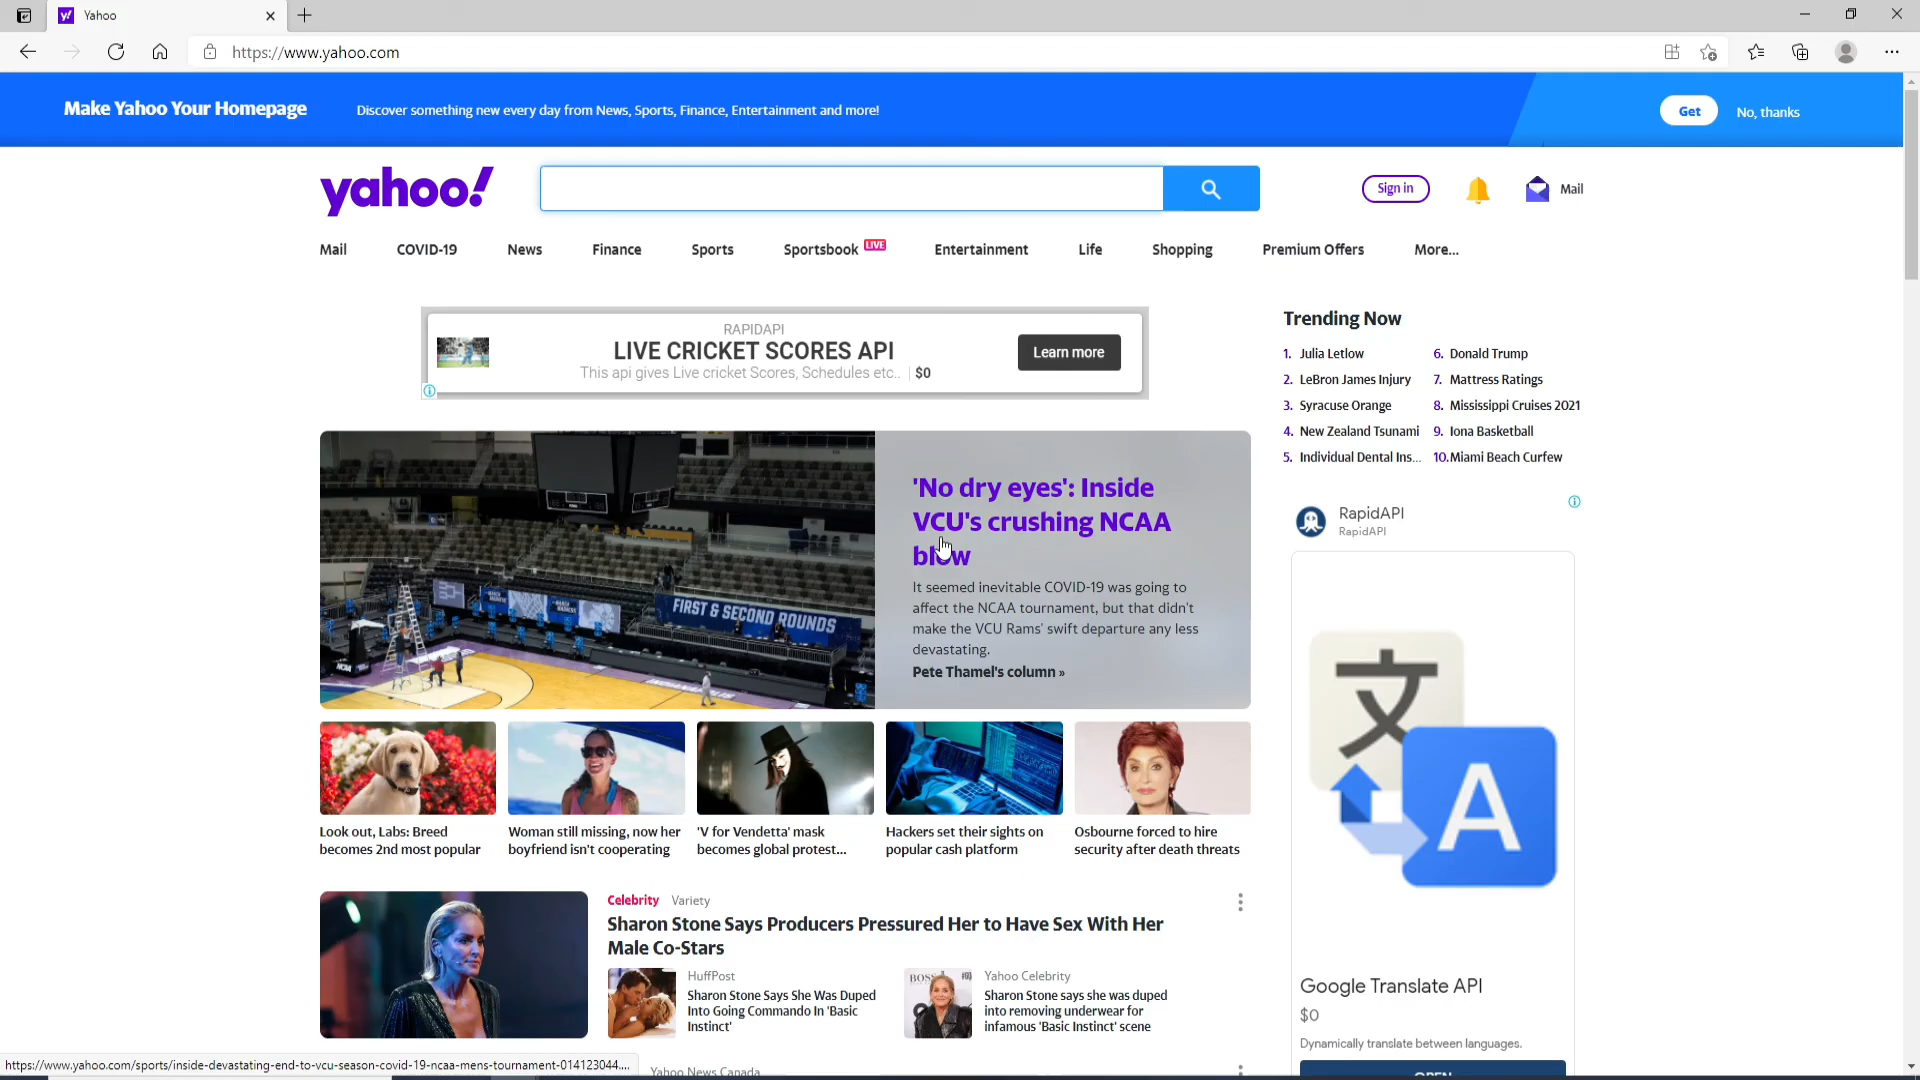 Yahoo
https://www.yahoo.com
Make Yahoo Your Homepage
Discover something new every day from News, Sports, Finance, Entertainment and more!
Get
No, thanks
yahoo!
Sign in
Mail
Mail
COVID-19
News
Finance
Sports
Sportsbook LIVE
Entertainment
Life
Shopping
Premium Offers
More...
RAPIDAPI
LIVE CRICKET SCORES API
This api gives Live cricket Scores, Schedules etc.. | $0
Learn more
Trending Now
1. Julia Letlow
2. LeBron James Injury
3. Syracuse Orange
4. New Zealand Tsunami
5. Individual Dental Ins...
6. Donald Trump
7. Mattress Ratings
8. Mississippi Cruises 2021
9. Iona Basketball
10. Miami Beach Curfew
FIRST & SECOND ROUNDS
'No dry eyes': Inside
VCU's crushing NCAA
blow
It seemed inevitable COVID-19 was going to
affect the NCAA tournament, but that didn't
make the VCU Rams' swift departure any less
devastating.
Pete Thamel's column »
RapidAPI
RapidAPI
文
A
Google Translate API
$0
Dynamically translate between languages.
OPEN
Look out, Labs: Breed
becomes 2nd most popular
Woman still missing, now her
boyfriend isn't cooperating
'V for Vendetta' mask
becomes global protest...
Hackers set their sights on
popular cash platform
Osbourne forced to hire
security after death threats
Celebrity Variety
Sharon Stone Says Producers Pressured Her to Have Sex With Her
Male Co-Stars
HuffPost
Sharon Stone Says She Was Duped
Into Going Commando In 'Basic
Instinct'
BOSS
Yahoo Celebrity
Sharon Stone says she was duped
into removing underwear for
infamous 'Basic Instinct' scene
https://www.yahoo.com/sports/inside-devastating-end-to-vcu-season-covid-19-ncaa-mens-tournament-014123044....
Yahoo News Canada